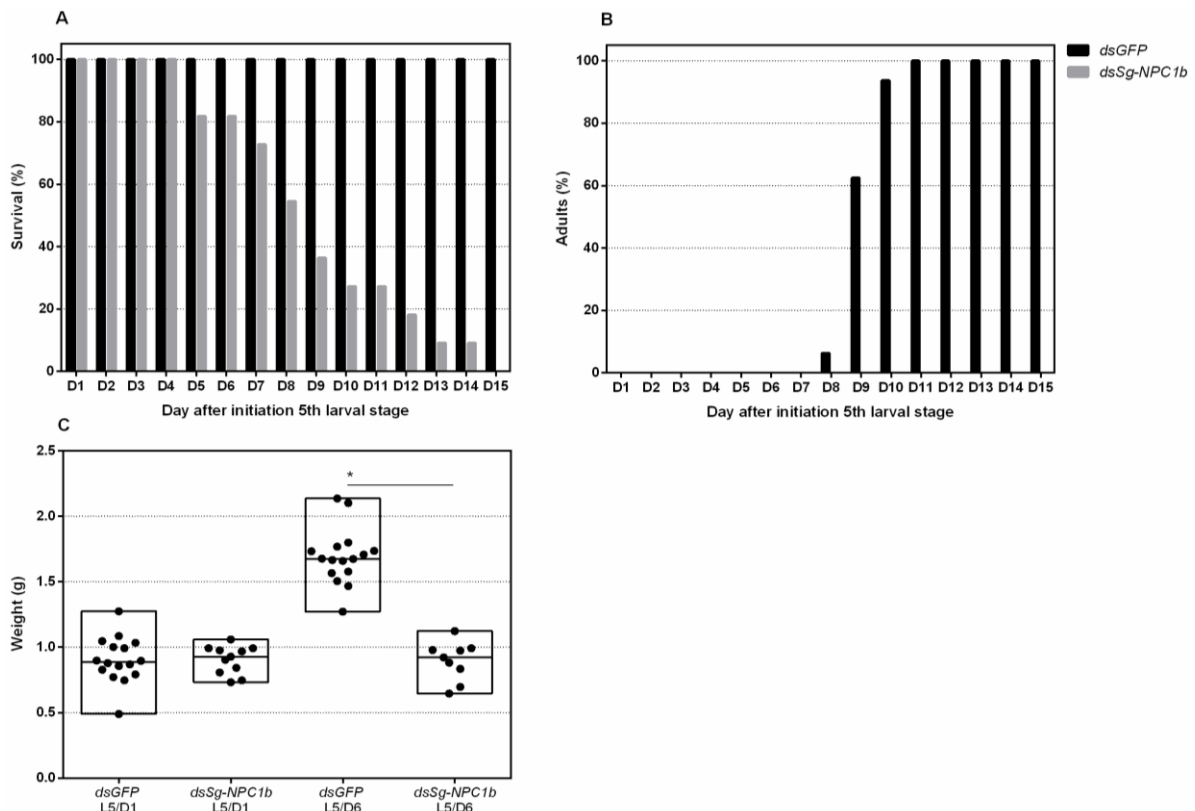 A
100
80
60
40
20
0
Survival (%)
D1 D2 D3 D4 D5 D6 D7 D8 D9 D10 D11 D12 D13 D14 D15
Day after initiation 5th larval stage
B
100
80
60
40
20
0
Adults (%)
D1 D2 D3 D4 D5 D6 D7 D8 D9 D10 D11 D12 D13 D14 D15
Day after initiation 5th larval stage
dsGFP
dsSg-NPC1b
C
2.5
2.0
1.5
1.0
0.5
0.0
Weight (g)
*
dsGFP dsSg-NPC1b dsGFP dsSg-NPC1b
L5/D1 L5/D1 L5/D6 L5/D6